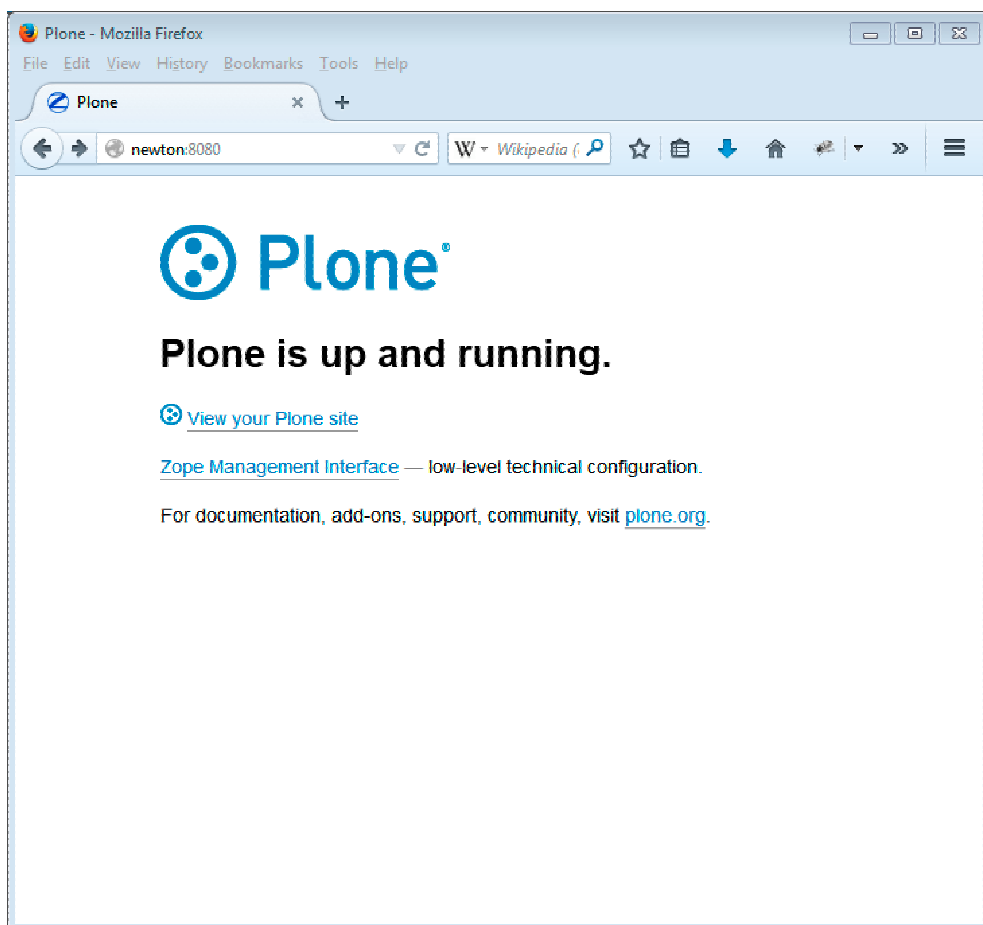 Plone - Mozilla Firefox
File Edit View History Bookmarks Tools Help
Plone
newton:8080 W Wikipedia (
Plone®
Plone is up and running.
View your Plone site
Zope Management Interface — low-level technical configuration.
For documentation, add-ons, support, community, visit plone.org.